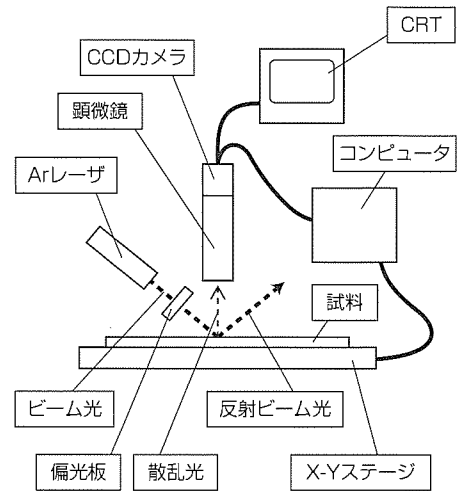 CRT
CCDカメラ
顕微鏡
コンピュータ
Arレーザ
試料
ビーム光
反射ビーム光
偏光板
散乱光
X-Yステージ